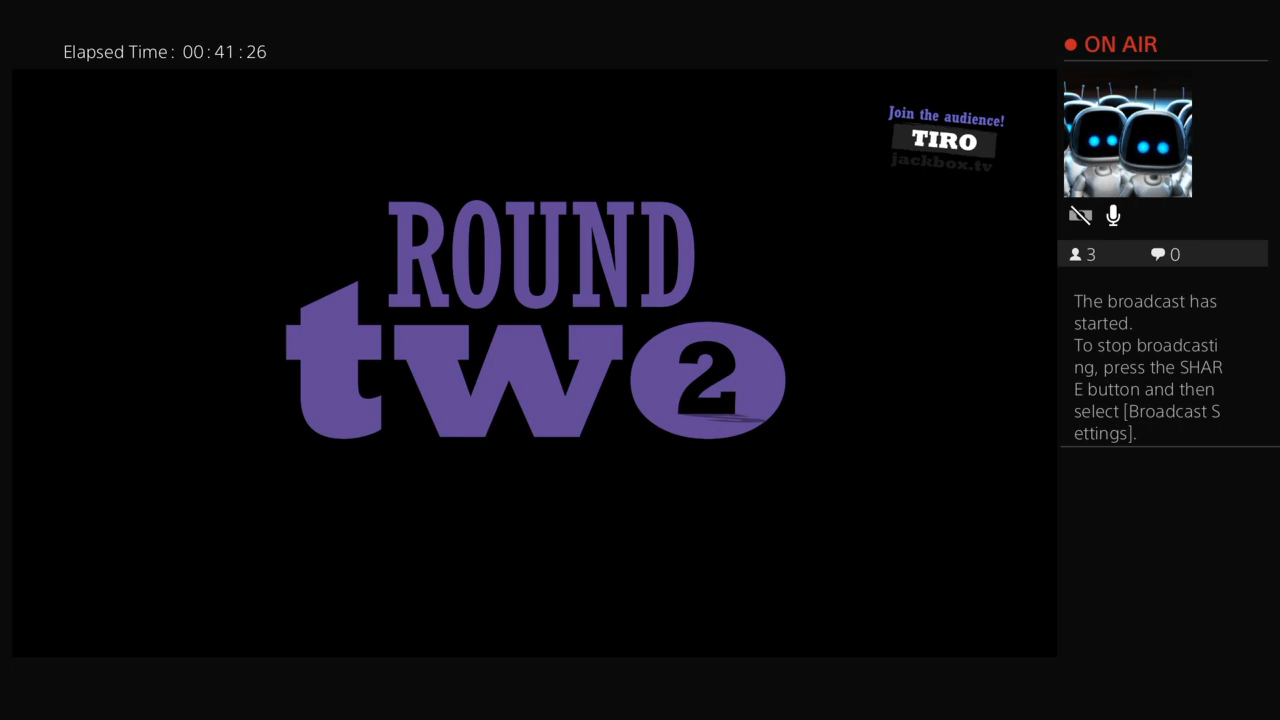 Elapsed Time: 00:41:26
ON AIR
Join the audience!
TIRO
jackbox.tv
ROUND
two
2
3
0
The broadcast has
started.
To stop broadcasti
ng, press the SHAR
E button and then
select [Broadcast S
ettings].